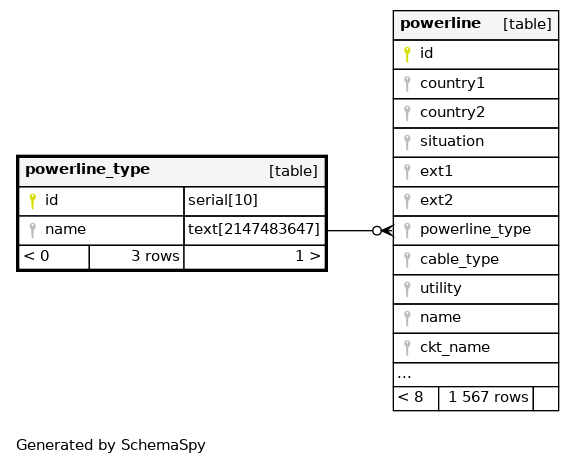 powerline [table]
id
country1
country2
situation
ext1
ext2
powerline_type
cable_type
utility
name
ckt_name
...
< 8 1 567 rows
powerline_type [table]
id serial[10]
name text[2147483647]
< 0 3 rows 1 >
Generated by SchemaSpy